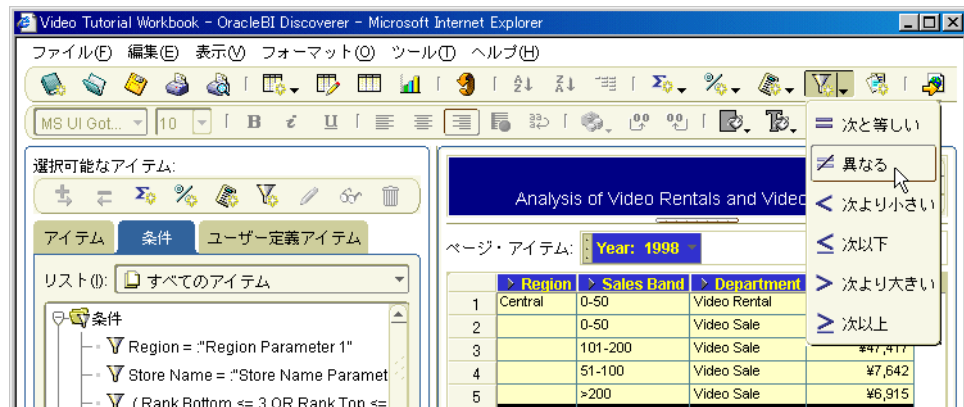 Video Tutorial Workbook – OracleBI Discoverer – Microsoft Internet Explorer
ファイル(F) 編集(E) 表示(V) フォーマット(O) ツール(T) ヘルプ(H)
MS UI Got... 10 B i U
次と等しい
異なる
次より小さい
次以下
次より大きい
次以上
選択可能なアイテム:
アイテム 条件 ユーザー定義アイテム
リスト(I): すべてのアイテム
条件
Region = :"Region Parameter 1"
Store Name = :"Store Name Paramet
( Rank Bottom <= 3 OR Rank Top <=
Analysis of Video Rentals and Video
ページ・アイテム: Year: 1998
Region Sales Band Department
1 Central 0-50 Video Rental
2 0-50 Video Sale
3 101-200 Video Sale ¥47,417
4 51-100 Video Sale ¥7,642
5 >200 Video Sale ¥6,915